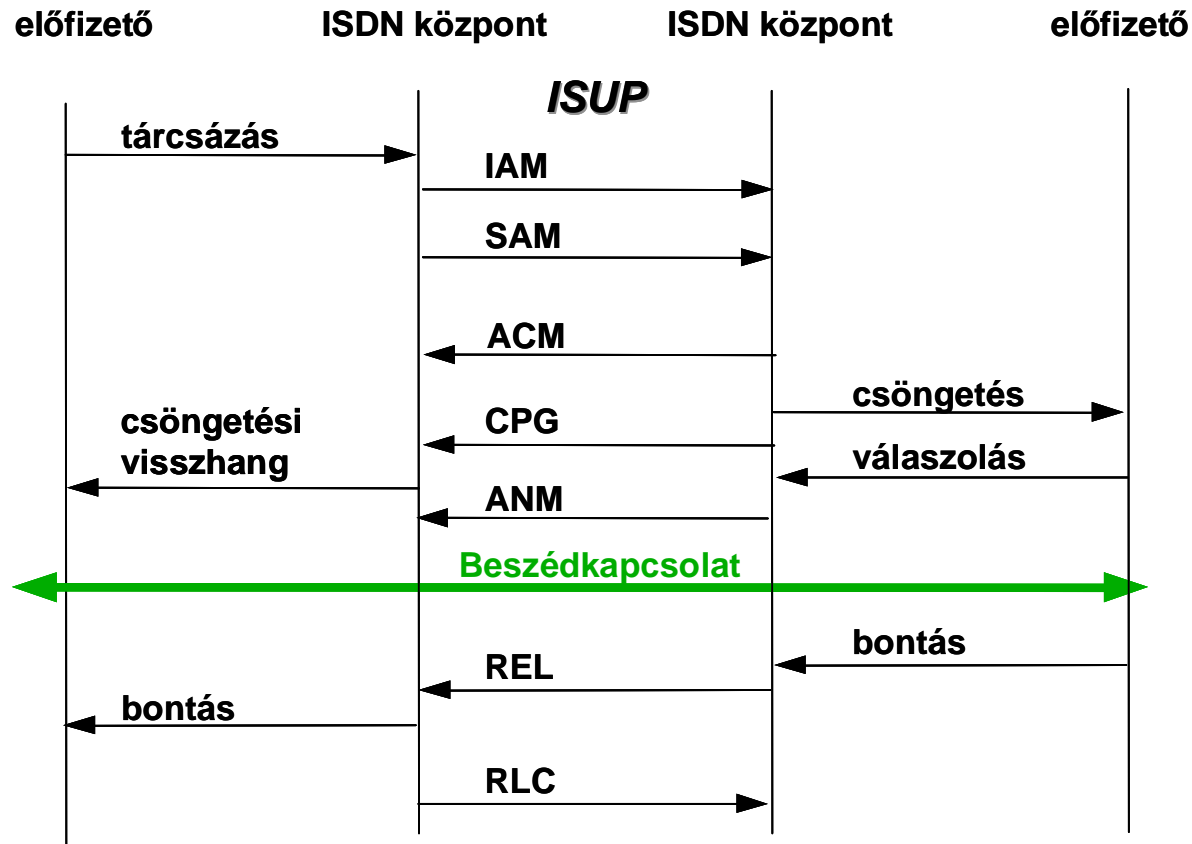 előfizető ISDN központ ISDN központ előfizető
ISUP
tárcsázás
IAM
SAM
ACM
csöngetés
csöngetési
visszhang
CPG
válaszolás
ANM
Beszédkapcsolat
bontás
REL
bontás
RLC